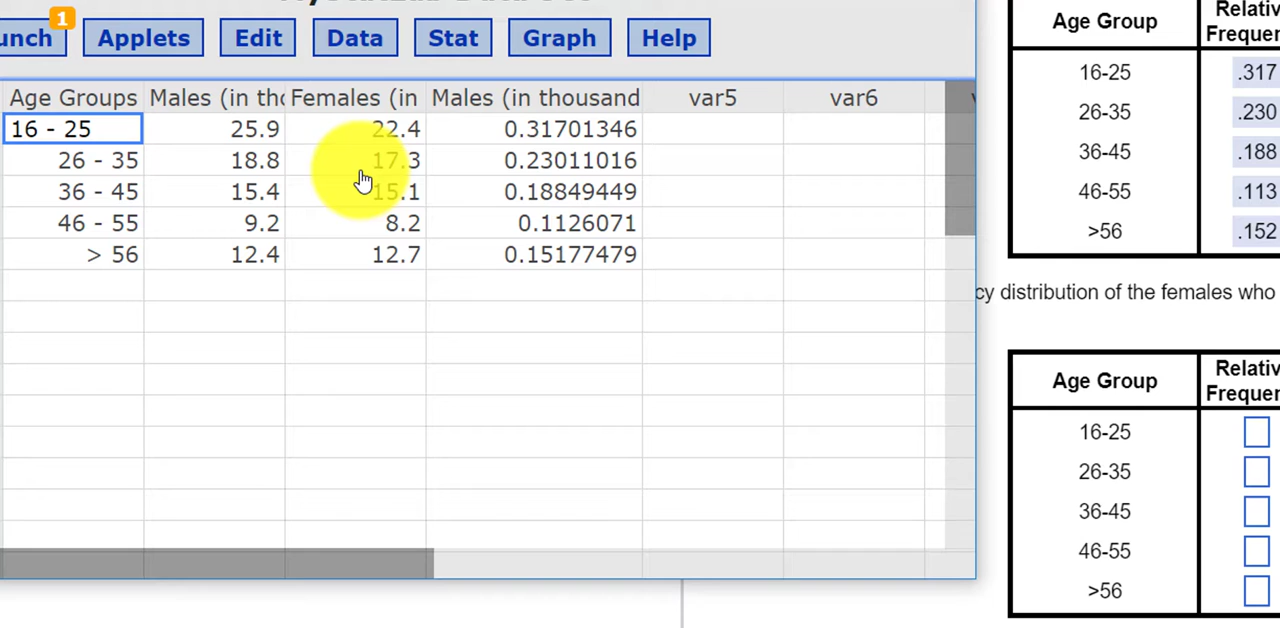 1
unch Applets Edit Data Stat Graph Help
Age Groups Males (in tho Females (in Males (in thousand var5 var6
16 - 25 25.9 22.4 0.31701346
26 - 35 18.8 17.3 0.23011016
36 - 45 15.4 15.1 0.18849449
46 - 55 9.2 8.2 0.1126071
> 56 12.4 12.7 0.15177479
Age Group Relativ
Frequen
16-25 .317
26-35 .230
36-45 .188
46-55 .113
>56 .152
cy distribution of the females who
Age Group Relativ
Frequen
16-25
26-35
36-45
46-55
>56